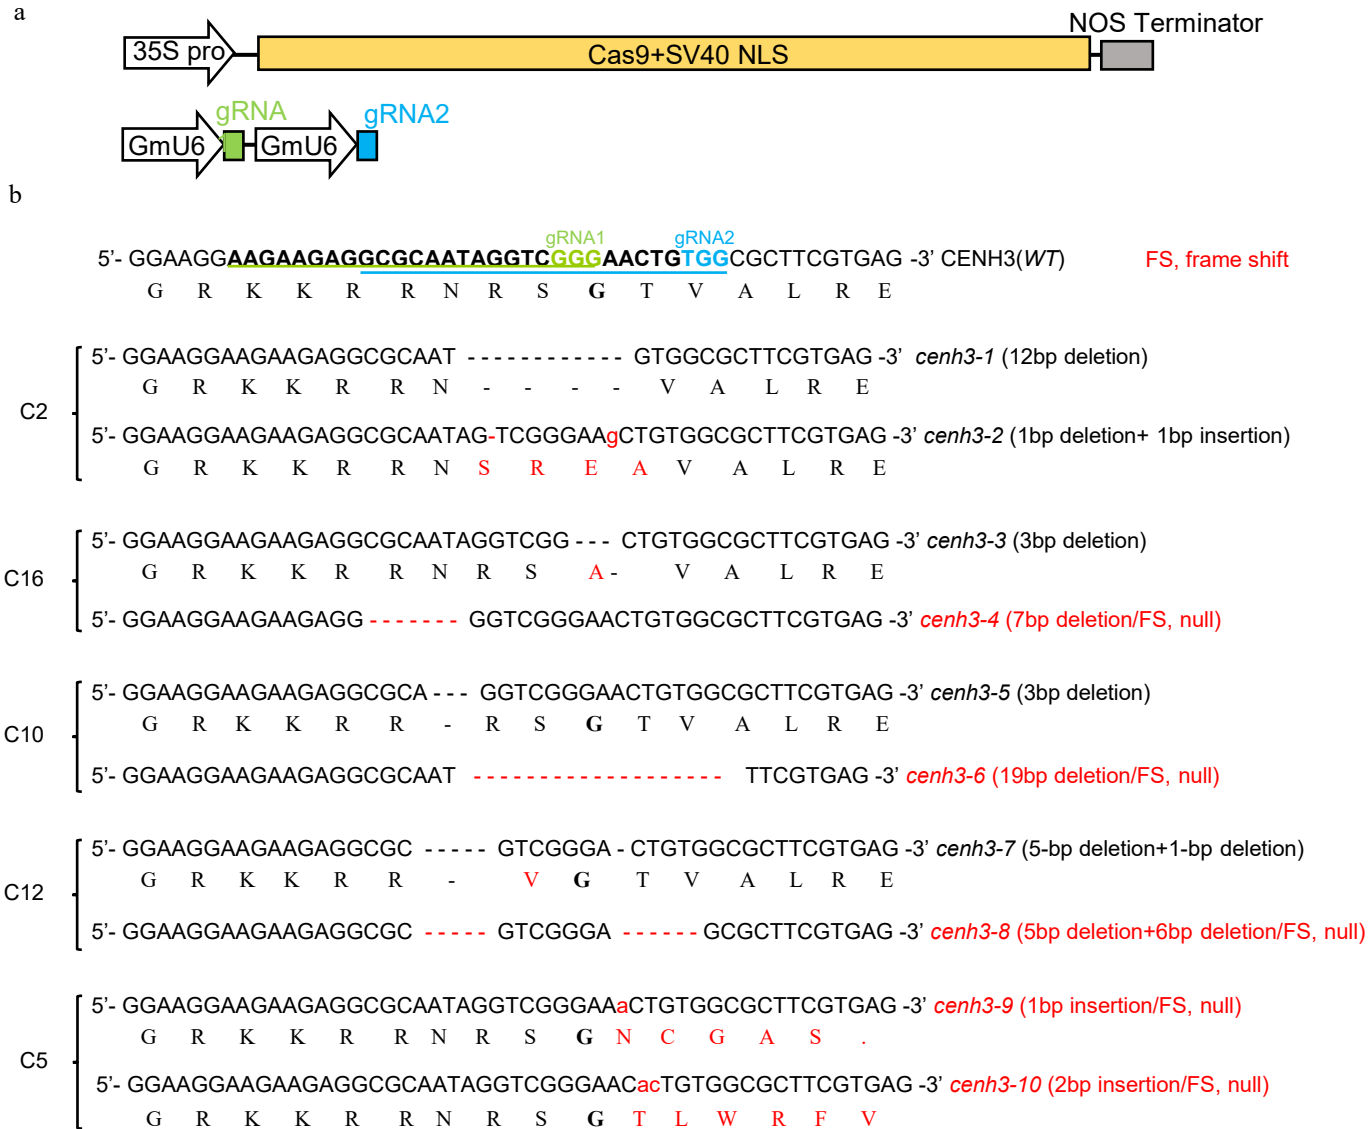 a
NOS Terminator
35S pro
Cas9+SV40 NLS
gRNA
gRNA2
GmU6
GmU6
b
gRNA1
gRNA2
5'- GGAAGGAAGAAGAGGCGCAATAGGTCGGGAACTGTGGCGCTTCGTGAG -3' CENH3(WT)
FS, frame shift
G R K K R R N R S G T V A L R E
C2
5'- GGAAGGAAGAAGAGGCGCAAT - - - - - - - - - - - - GTGGCGCTTCGTGAG -3' cenh3-1 (12bp deletion)
G R K K R R N - - - - V A L R E
5'- GGAAGGAAGAAGAGGCGCAATAG-TCGGGAAgCTGTGGCGCTTCGTGAG -3' cenh3-2 (1bp deletion+ 1bp insertion)
G R K K R R N S R E A V A L R E
C16
5'- GGAAGGAAGAAGAGGCGCAATAGGTCGG - - - CTGTGGCGCTTCGTGAG -3' cenh3-3 (3bp deletion)
G R K K R R N R S A - V A L R E
5'- GGAAGGAAGAAGAGG - - - - - - - GGTCGGGAACTGTGGCGCTTCGTGAG -3' cenh3-4 (7bp deletion/FS, null)
C10
5'- GGAAGGAAGAAGAGGCGCA - - - GGTCGGGAACTGTGGCGCTTCGTGAG -3' cenh3-5 (3bp deletion)
G R K K R R - R S G T V A L R E
5'- GGAAGGAAGAAGAGGCGCAAT - - - - - - - - - - - - - - - - - - - TTCGTGAG -3' cenh3-6 (19bp deletion/FS, null)
C12
5'- GGAAGGAAGAAGAGGCGC - - - - - GTCGGGA - CTGTGGCGCTTCGTGAG -3' cenh3-7 (5-bp deletion+1-bp deletion)
G R K K R R - V G T V A L R E
5'- GGAAGGAAGAAGAGGCGC - - - - - GTCGGGA - - - - - - GCGCTTCGTGAG -3' cenh3-8 (5bp deletion+6bp deletion/FS, null)
C5
5'- GGAAGGAAGAAGAGGCGCAATAGGTCGGGAAaCTGTGGCGCTTCGTGAG -3' cenh3-9 (1bp insertion/FS, null)
G R K K R R N R S G N C G A S .
5'- GGAAGGAAGAAGAGGCGCAATAGGTCGGGAACacTGTGGCGCTTCGTGAG -3' cenh3-10 (2bp insertion/FS, null)
G R K K R R N R S G T L W R F V